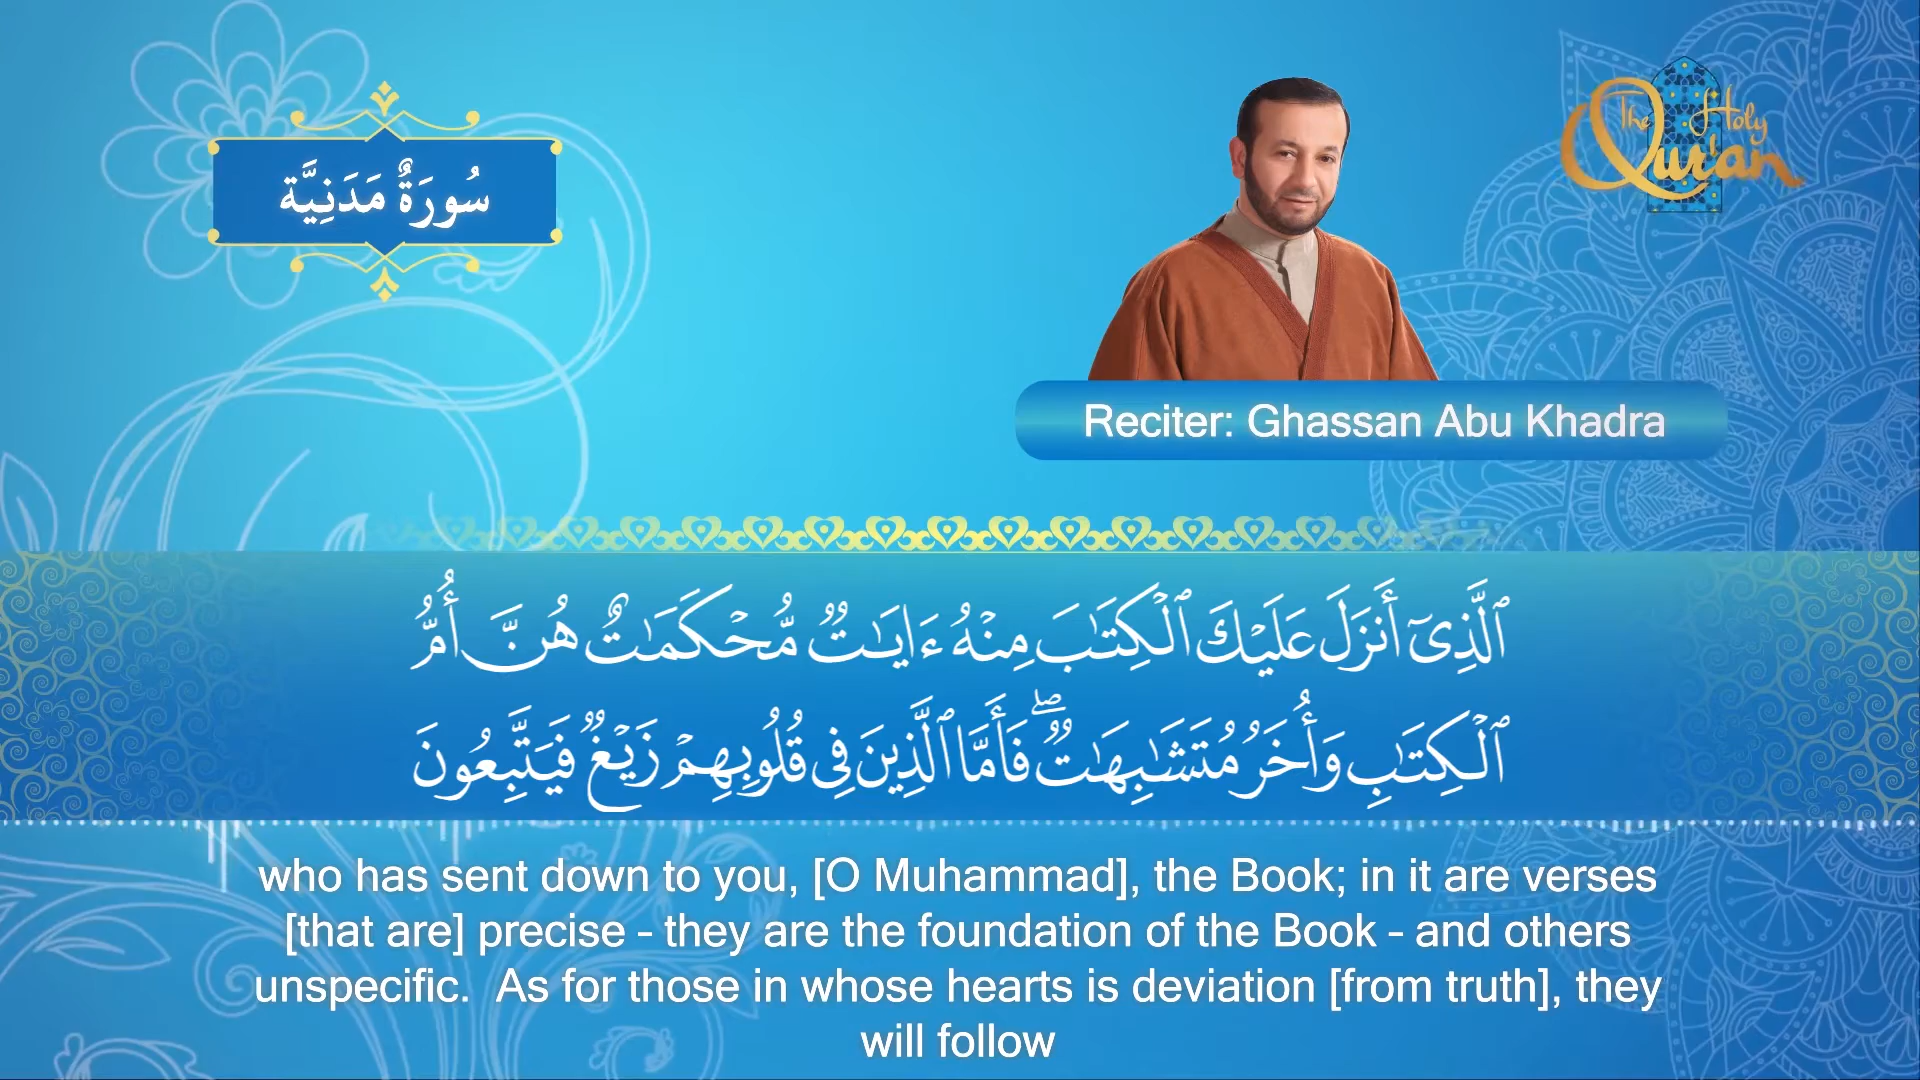 سُورَةٌ مَدَنِيَّة
The Holy Qur'an
Reciter: Ghassan Abu Khadra
ٱلَّذِىٓ أَنزَلَ عَلَيْكَ ٱلْكِتَـٰبَ مِنْهُ ءَايَـٰتٌ مُّحْكَمَـٰتٌ هُنَّ أُمُّ
ٱلْكِتَـٰبِ وَأُخَرُ مُتَشَـٰبِهَـٰتٌ ۖ فَأَمَّا ٱلَّذِينَ فِى قُلُوبِهِمْ زَيْغٌ فَيَتَّبِعُونَ
who has sent down to you, [O Muhammad], the Book; in it are verses
[that are] precise – they are the foundation of the Book – and others
unspecific.  As for those in whose hearts is deviation [from truth], they
will follow